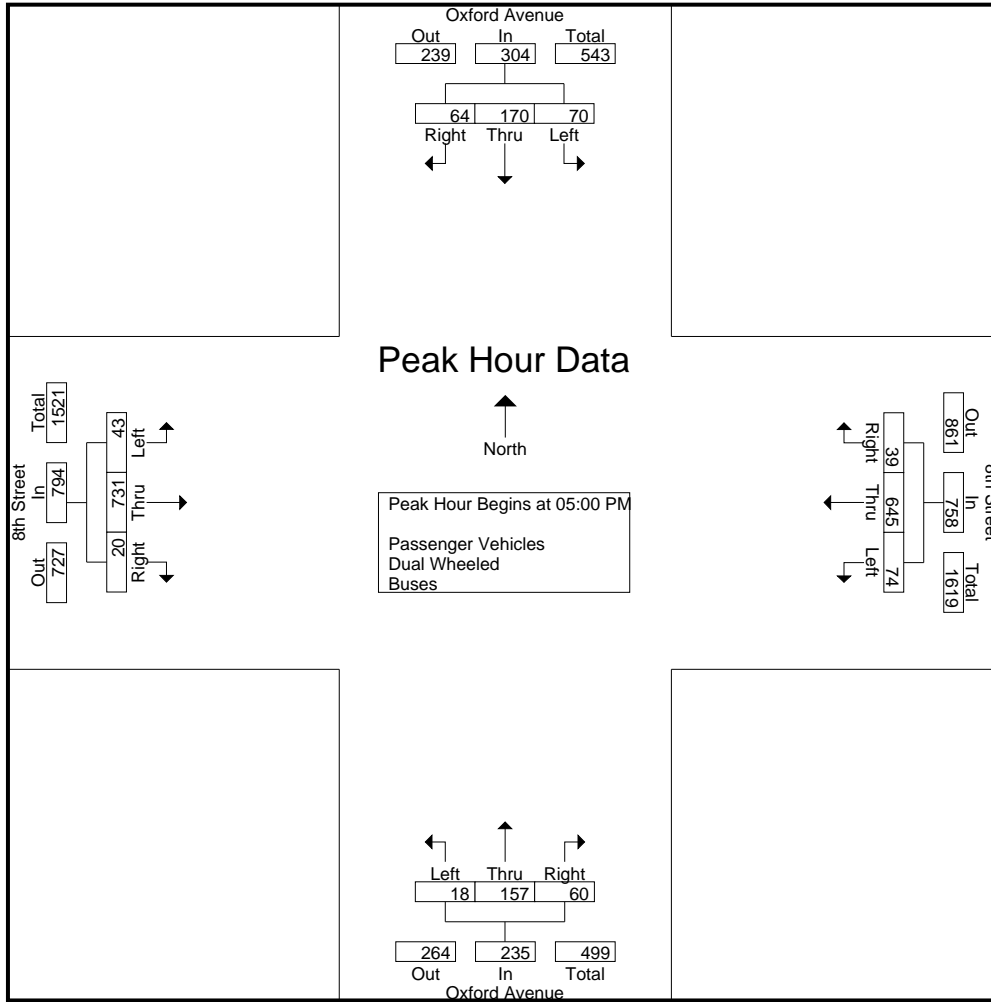 Oxford Avenue
Out In Total
239 304 543
64 170 70
Right Thru Left
Peak Hour Data
North
Peak Hour Begins at 05:00 PM
Passenger Vehicles
Dual Wheeled
Buses
8th Street
Total In Out
1521 794 727
43 731 20
Left Thru Right
8th Street
Out In Total
861 758 1619
39 645 74
Right Thru Left
Left Thru Right
18 157 60
264 235 499
Out In Total
Oxford Avenue